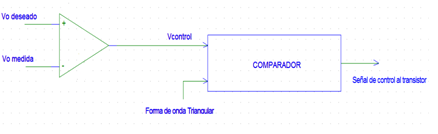 Vo deseado
+
Vcontrol
Vo medida
-
COMPARADOR
Señal de control al transistor
Forma de onda Triangular